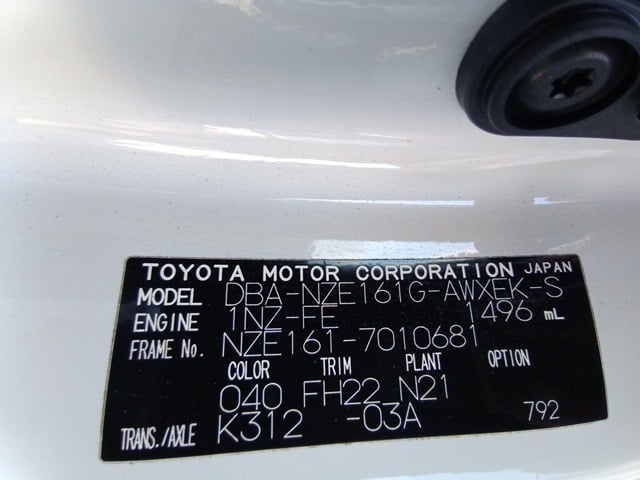 TOYOTA MOTOR CORPORATION JAPAN
MODEL DBA-NZE161G-AWXEK-S
ENGINE 1NZ-FE 1496 mL
FRAME No. NZE161-7010681
COLOR TRIM PLANT OPTION
040 FH22 N21
TRANS./AXLE K312 -03A 792